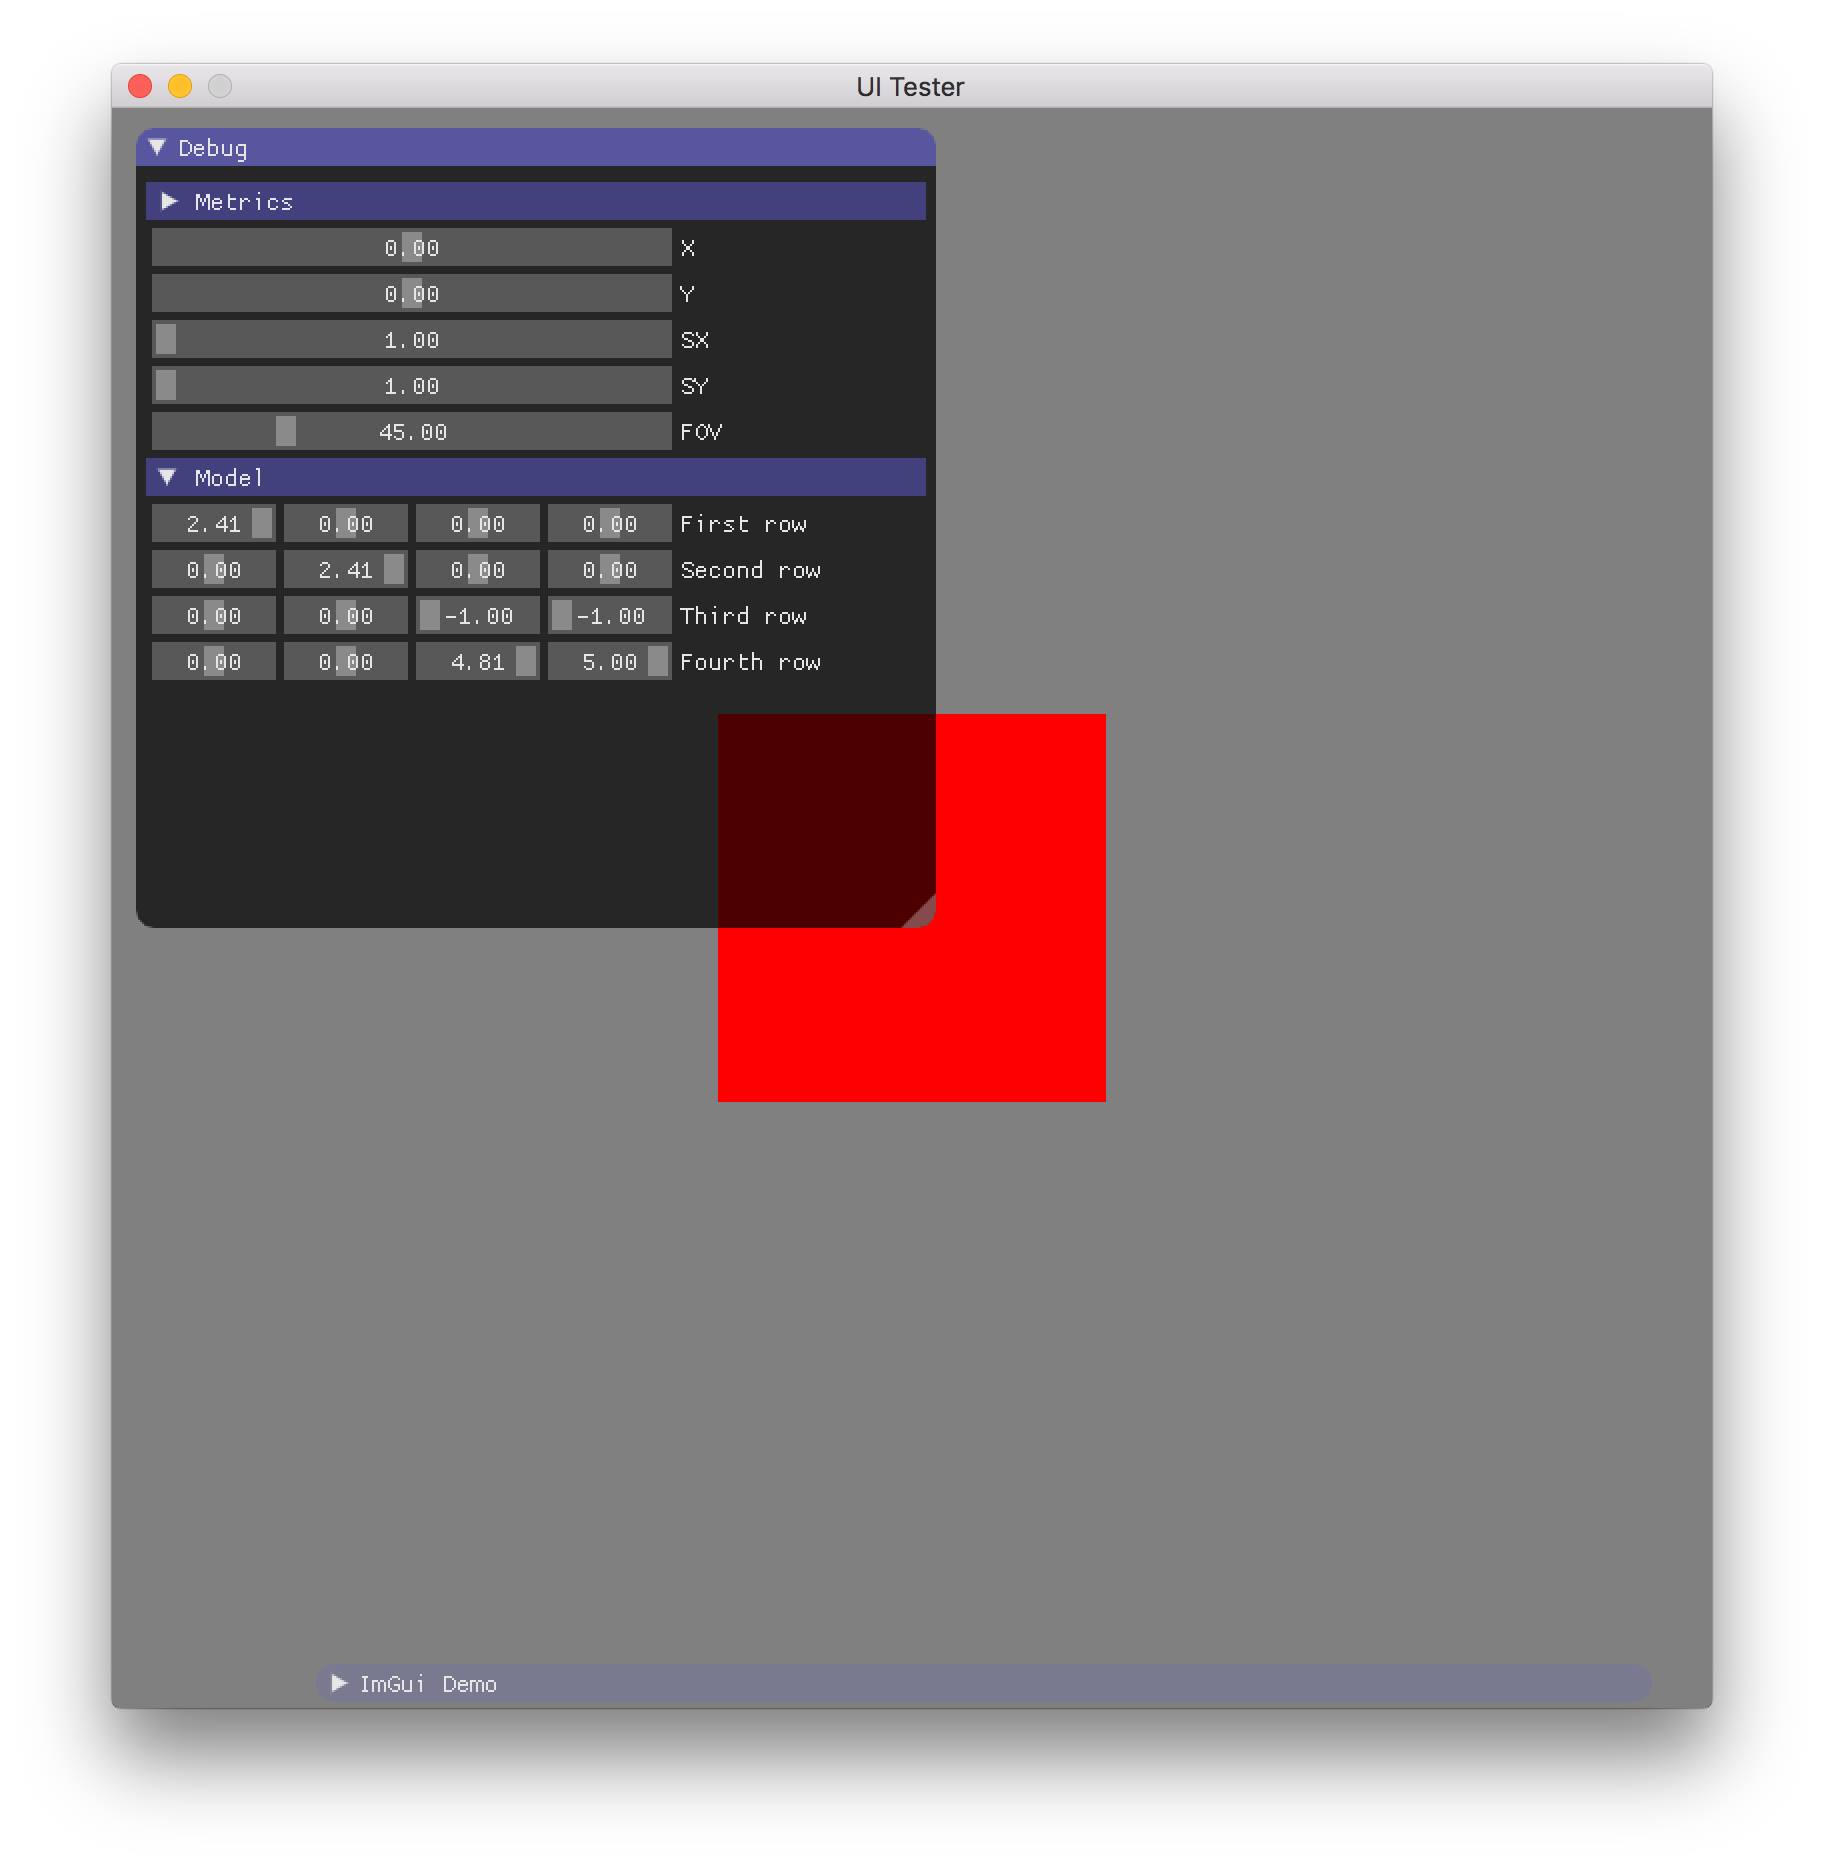 UI Tester
Debug
Metrics
0.00 X
0.00 Y
1.00 SX
1.00 SY
45.00 FOV
Model
2.41 0.00 0.00 0.00 First row
0.00 2.41 0.00 0.00 Second row
0.00 0.00 -1.00 -1.00 Third row
0.00 0.00 4.81 5.00 Fourth row
ImGui Demo